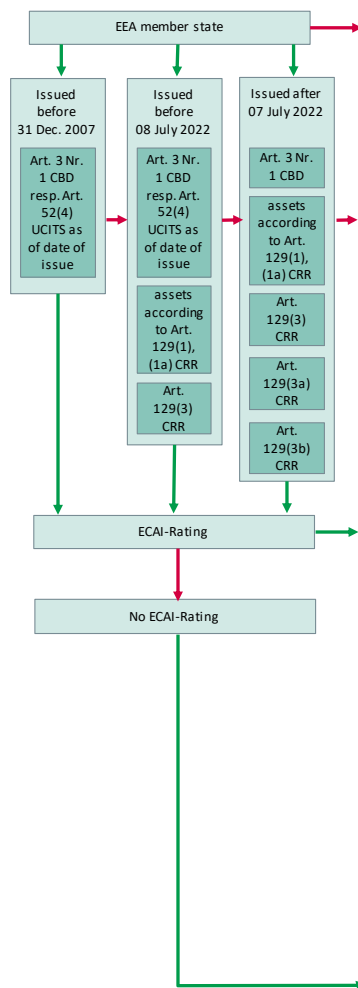 EEA member state
Issued
before
31 Dec. 2007
Art. 3 Nr.
1 CBD
resp. Art.
52(4)
UCITS as
of date of
issue
Issued
before
08 July 2022
Art. 3 Nr.
1 CBD
resp. Art.
52(4)
UCITS as
of date of
issue
assets
according
to Art.
129(1),
(1a) CRR
Art.
129(3)
CRR
Issued after
07 July 2022
Art. 3 Nr.
1 CBD
assets
according
to Art.
129(1),
(1a) CRR
Art.
129(3)
CRR
Art.
129(3a)
CRR
Art.
129(3b)
CRR
ECAI-Rating
No ECAI-Rating